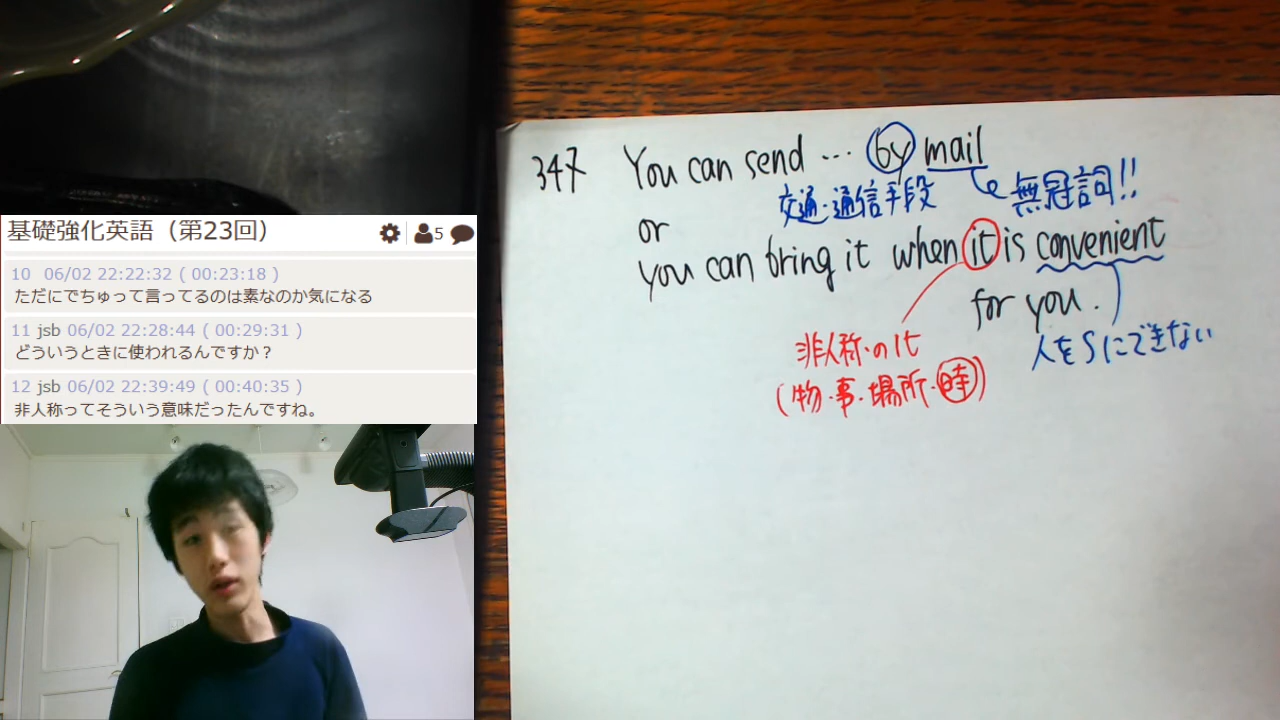 基礎強化英語（第23回）
5
10 06/02 22:22:32 ( 00:23:18 )
ただにでちゅって言ってるのは素なのか気になる
11 jsb 06/02 22:28:44 ( 00:29:31 )
どういうときに使われるんですか？
12 jsb 06/02 22:39:49 ( 00:40:35 )
非人称ってそういう意味だったんですね。
347 You can send … by mail
交通・通信手段
無冠詞!!
or
you can bring it when it is convenient
for you.
非人称のit
(物・事・場所・時)
人をSにできない